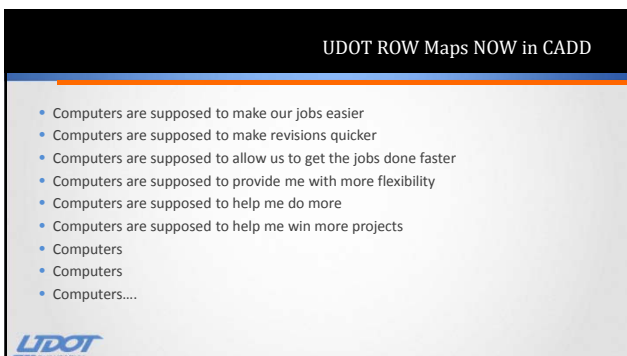 UDOT ROW Maps NOW in CADD
• Computers are supposed to make our jobs easier
• Computers are supposed to make revisions quicker
• Computers are supposed to allow us to get the jobs done faster
• Computers are supposed to provide me with more flexibility
• Computers are supposed to help me do more
• Computers are supposed to help me win more projects
• Computers
• Computers
• Computers....
UDOT